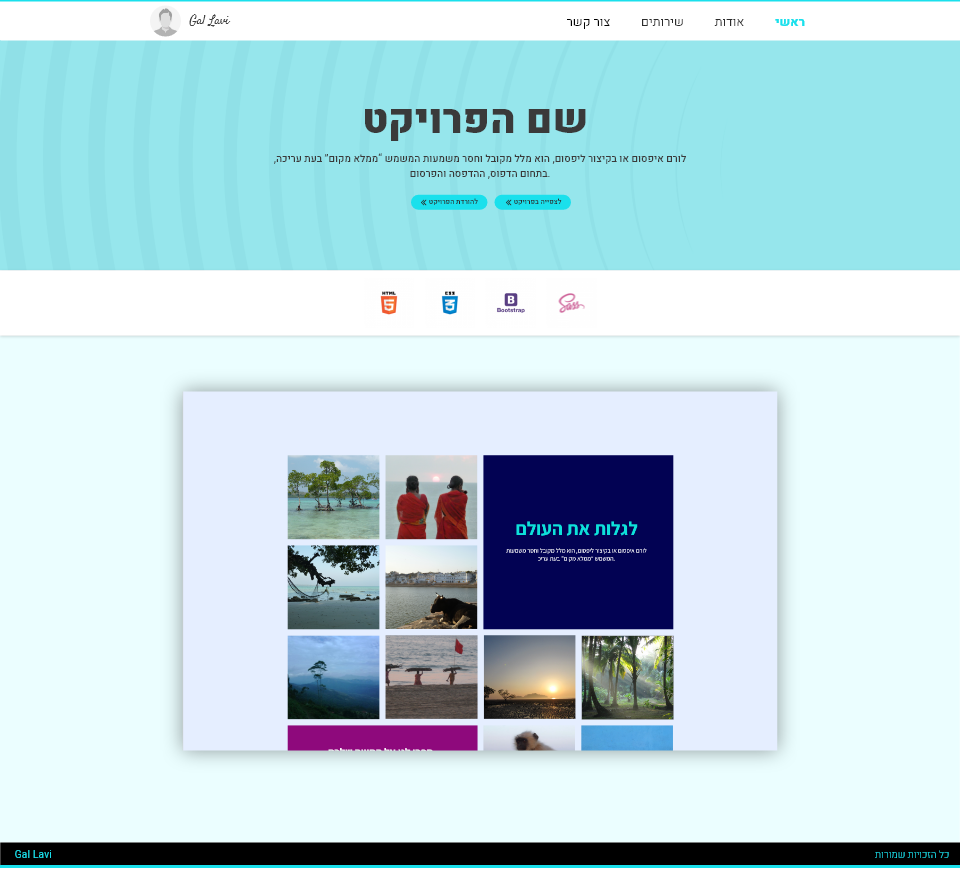 Gal Lavi
ראשי
אודות
שירותים
צור קשר
שם הפרויקט
לורם איפסום או בקיצור ליפסום, הוא מלל מקובל וחסר משמעות המשמש "ממלא מקום" בעת עריכה,
בתחום הדפוס, ההדפסה והפרסום.
לצפייה בפרויקט
להורדת הפרויקט
HTML
5
CSS
3
B
Bootstrap
Sass
לגלות את העולם
לורם איפסום או בקיצור ליפסום, הוא מלל מקובל וחסר משמעות
המשמש "ממלא מקום" בעת עריכ.
כל הזכויות שמורות
Gal Lavi